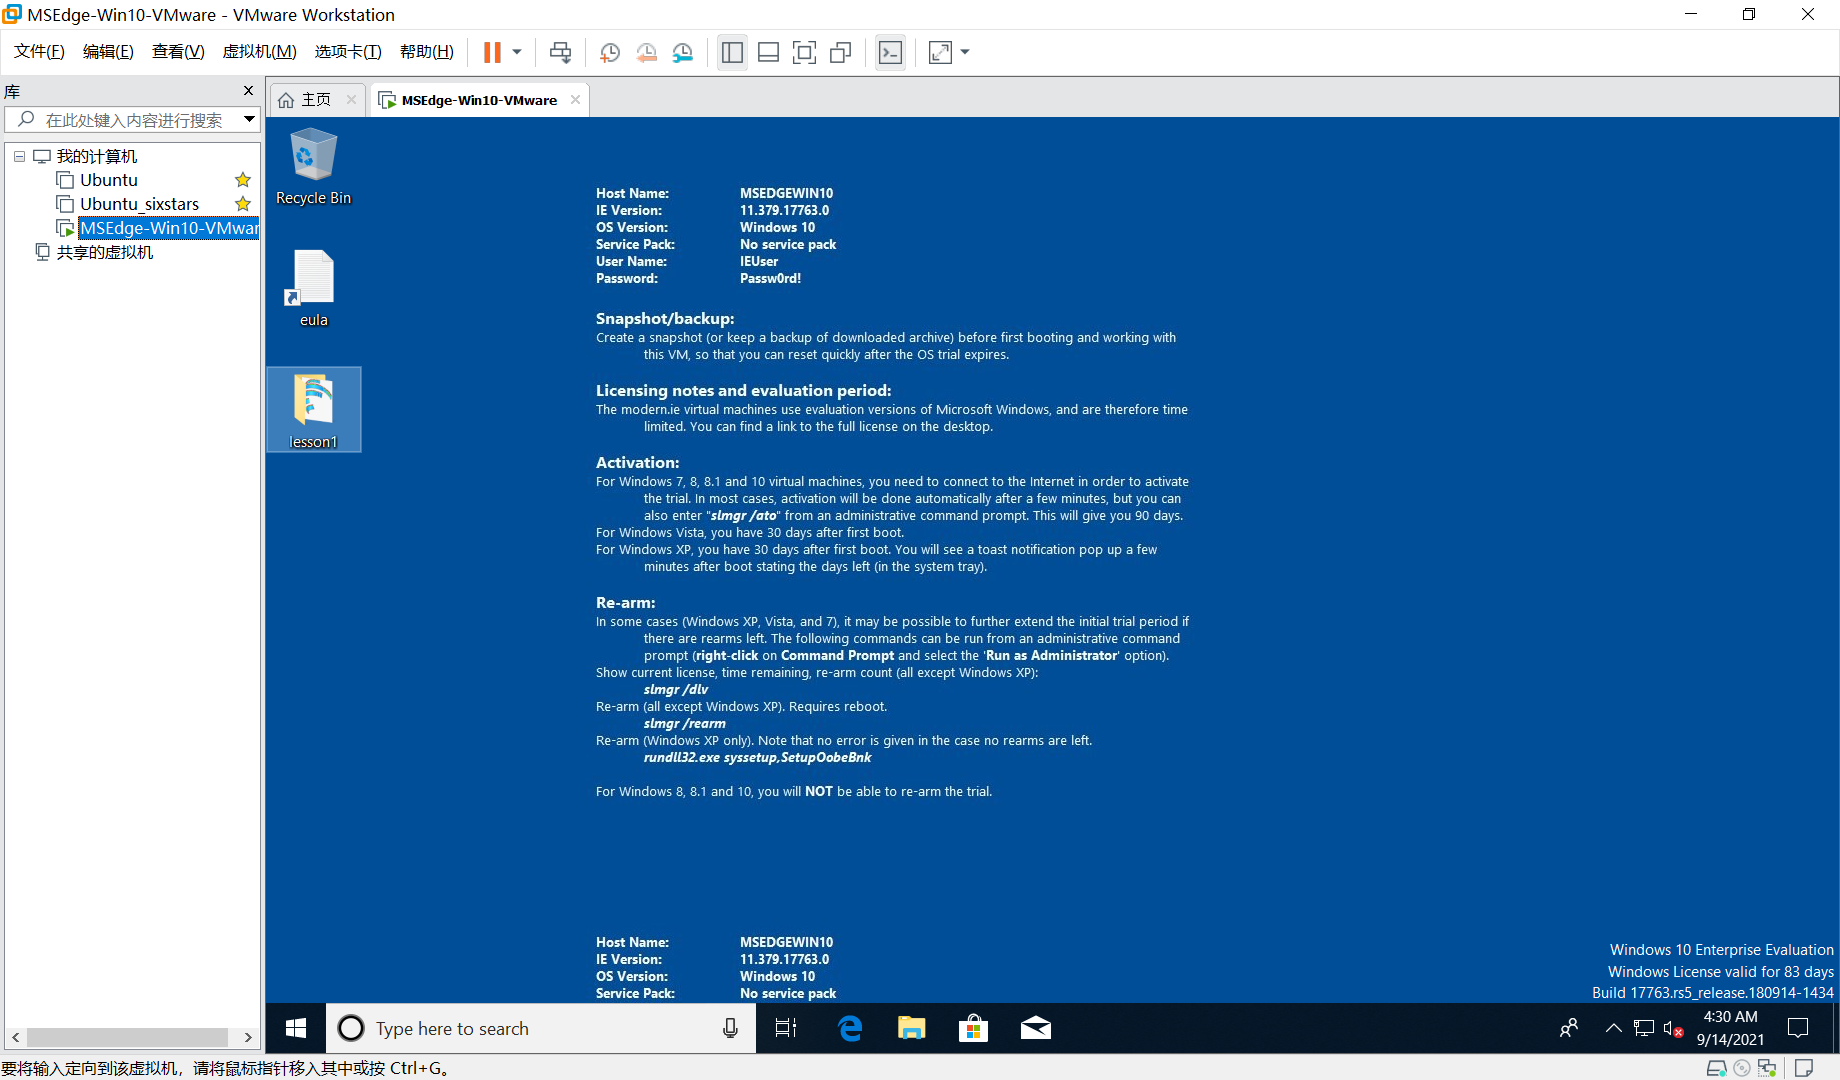 MSEdge-Win10-VMware - VMware Workstation
文件(F) 编辑(E) 查看(V) 虚拟机(M) 选项卡(T) 帮助(H)
库
在此处键入内容进行搜索
我的计算机
Ubuntu
Ubuntu_sixstars
MSEdge-Win10-VMwar
共享的虚拟机
主页 MSEdge-Win10-VMware
Recycle Bin
eula
lesson1
Host Name: MSEDGEWIN10
IE Version: 11.379.17763.0
OS Version: Windows 10
Service Pack: No service pack
User Name: IEUser
Password: Passw0rd!
Snapshot/backup:
Create a snapshot (or keep a backup of downloaded archive) before first booting and working with
this VM, so that you can reset quickly after the OS trial expires.
Licensing notes and evaluation period:
The modern.ie virtual machines use evaluation versions of Microsoft Windows, and are therefore time
limited. You can find a link to the full license on the desktop.
Activation:
For Windows 7, 8, 8.1 and 10 virtual machines, you need to connect to the Internet in order to activate
the trial. In most cases, activation will be done automatically after a few minutes, but you can
also enter "slmgr /ato" from an administrative command prompt. This will give you 90 days.
For Windows Vista, you have 30 days after first boot.
For Windows XP, you have 30 days after first boot. You will see a toast notification pop up a few
minutes after boot stating the days left (in the system tray).
Re-arm:
In some cases (Windows XP, Vista, and 7), it may be possible to further extend the initial trial period if
there are rearms left. The following commands can be run from an administrative command
prompt (right-click on Command Prompt and select the 'Run as Administrator' option).
Show current license, time remaining, re-arm count (all except Windows XP):
slmgr /dlv
Re-arm (all except Windows XP). Requires reboot.
slmgr /rearm
Re-arm (Windows XP only). Note that no error is given in the case no rearms are left.
rundll32.exe syssetup,SetupOobeBnk
For Windows 8, 8.1 and 10, you will NOT be able to re-arm the trial.
Host Name: MSEDGEWIN10
IE Version: 11.379.17763.0
OS Version: Windows 10
Service Pack: No service pack
Windows 10 Enterprise Evaluation
Windows License valid for 83 days
Build 17763.rs5_release.180914-1434
Type here to search
4:30 AM
9/14/2021
要将输入定向到该虚拟机，请将鼠标指针移入其中或按 Ctrl+G。